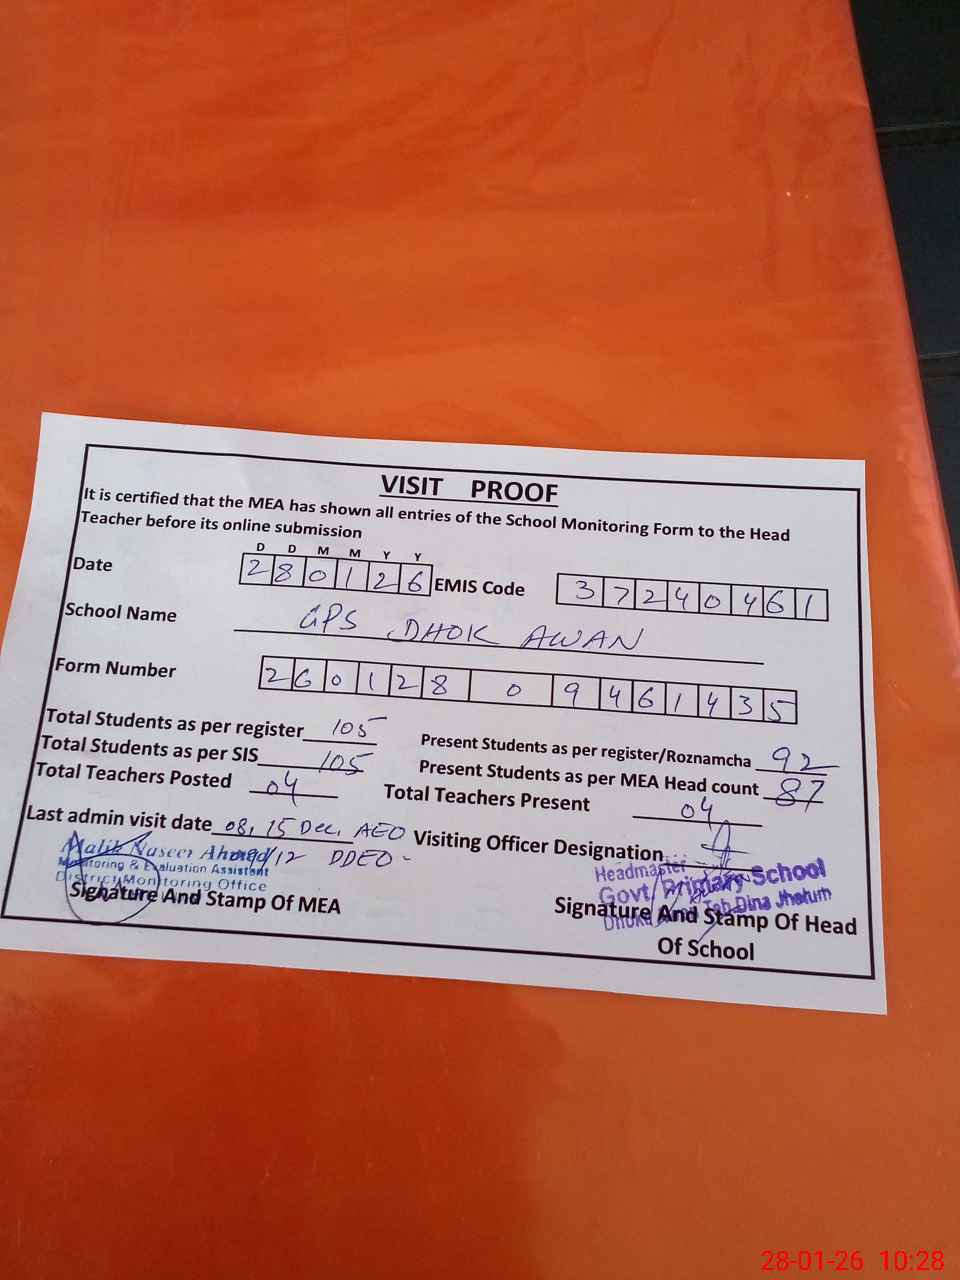 VISIT PROOF
It is certified that the MEA has shown all entries of the School Monitoring Form to the Head
Teacher before its online submission
D D M M Y Y
Date 2 8 0 1 2 6 EMIS Code 3 7 2 4 0 4 6 1
School Name GPS DHOK AWAN
Form Number 2 6 0 1 2 8 0 9 4 6 1 4 3 5
Total Students as per register 105 Present Students as per register/Roznamcha 92
Total Students as per SIS 105 Present Students as per MEA Head count 87
Total Teachers Posted 04 Total Teachers Present 04
Last admin visit date 08, 15 Dec, AEO Visiting Officer Designation
/12 DDEO
Malik Naseer Ahmed
Monitoring & Evaluation Assistant
District Monitoring Office
Signature And Stamp Of MEA
Headmaster
Govt. Primary School
Dina Jhelum
Signature And Stamp Of Head
Of School
28-01-26 10:28